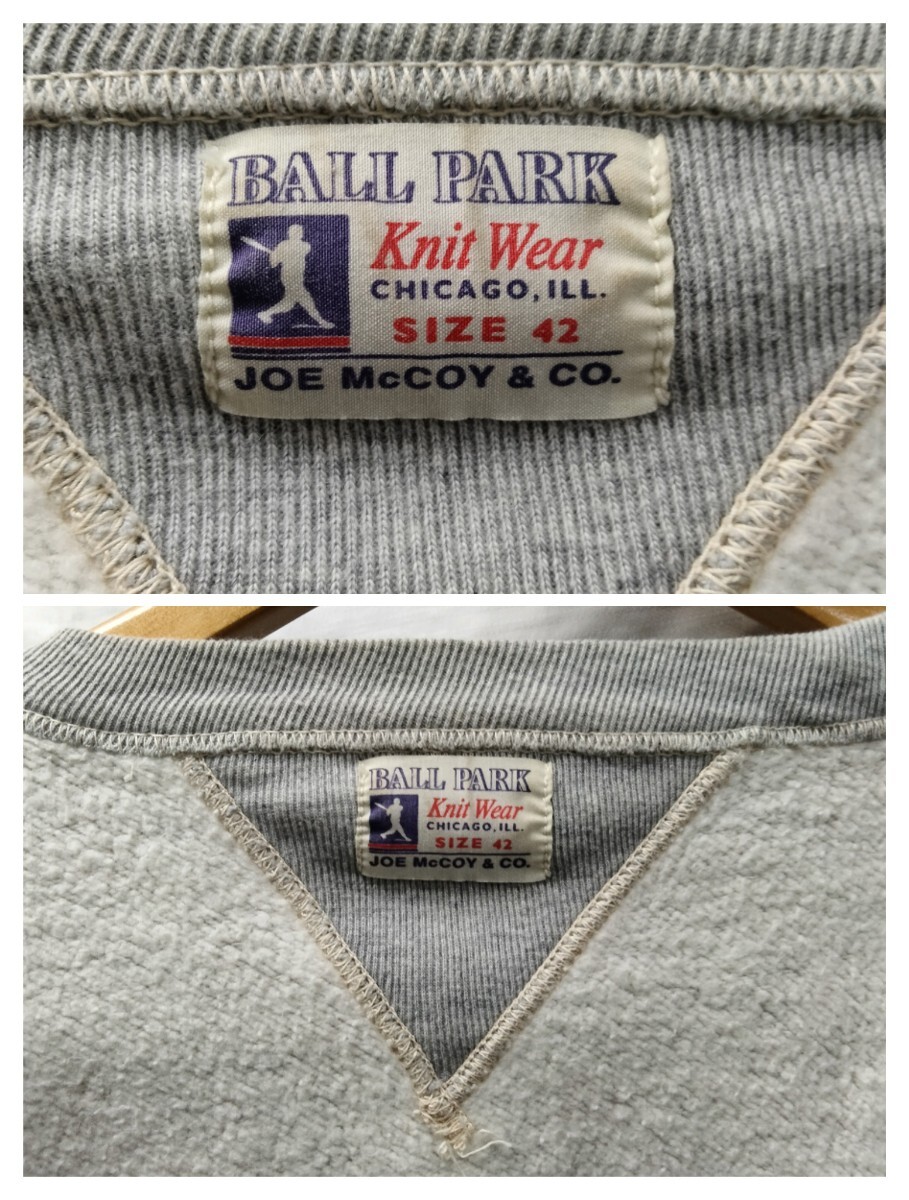 BALL PARK
Knit Wear
CHICAGO, ILL.
SIZE 42
JOE McCOY & CO.
BALL PARK
Knit Wear
CHICAGO, ILL.
SIZE 42
JOE McCOY & CO.